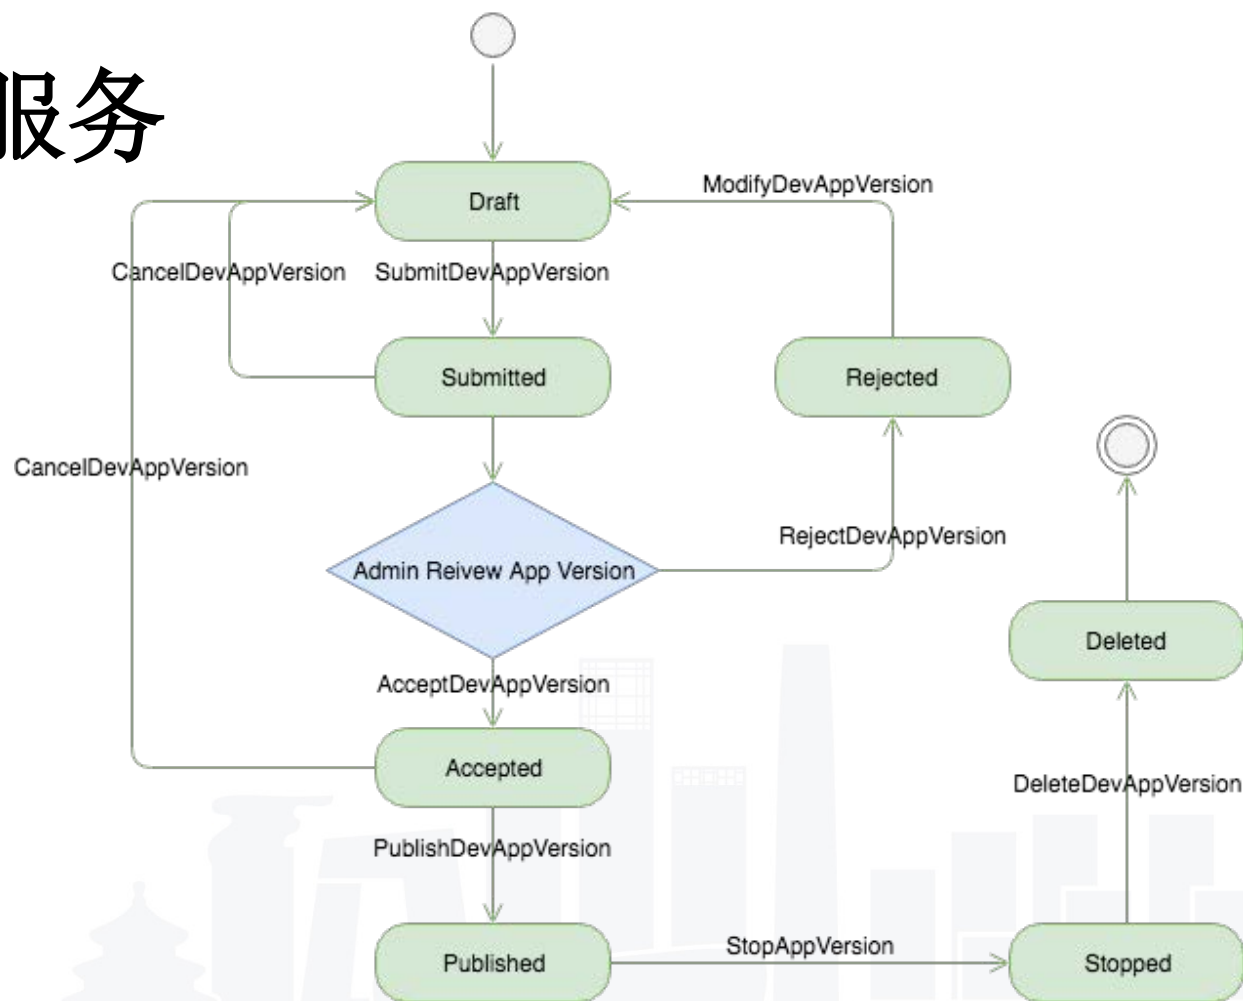 服务
Draft
ModifyDevAppVersion
CancelDevAppVersion
SubmitDevAppVersion
Submitted
Rejected
CancelDevAppVersion
Admin Reivew App Version
RejectDevAppVersion
Deleted
AcceptDevAppVersion
Accepted
DeleteDevAppVersion
PublishDevAppVersion
Published
StopAppVersion
Stopped